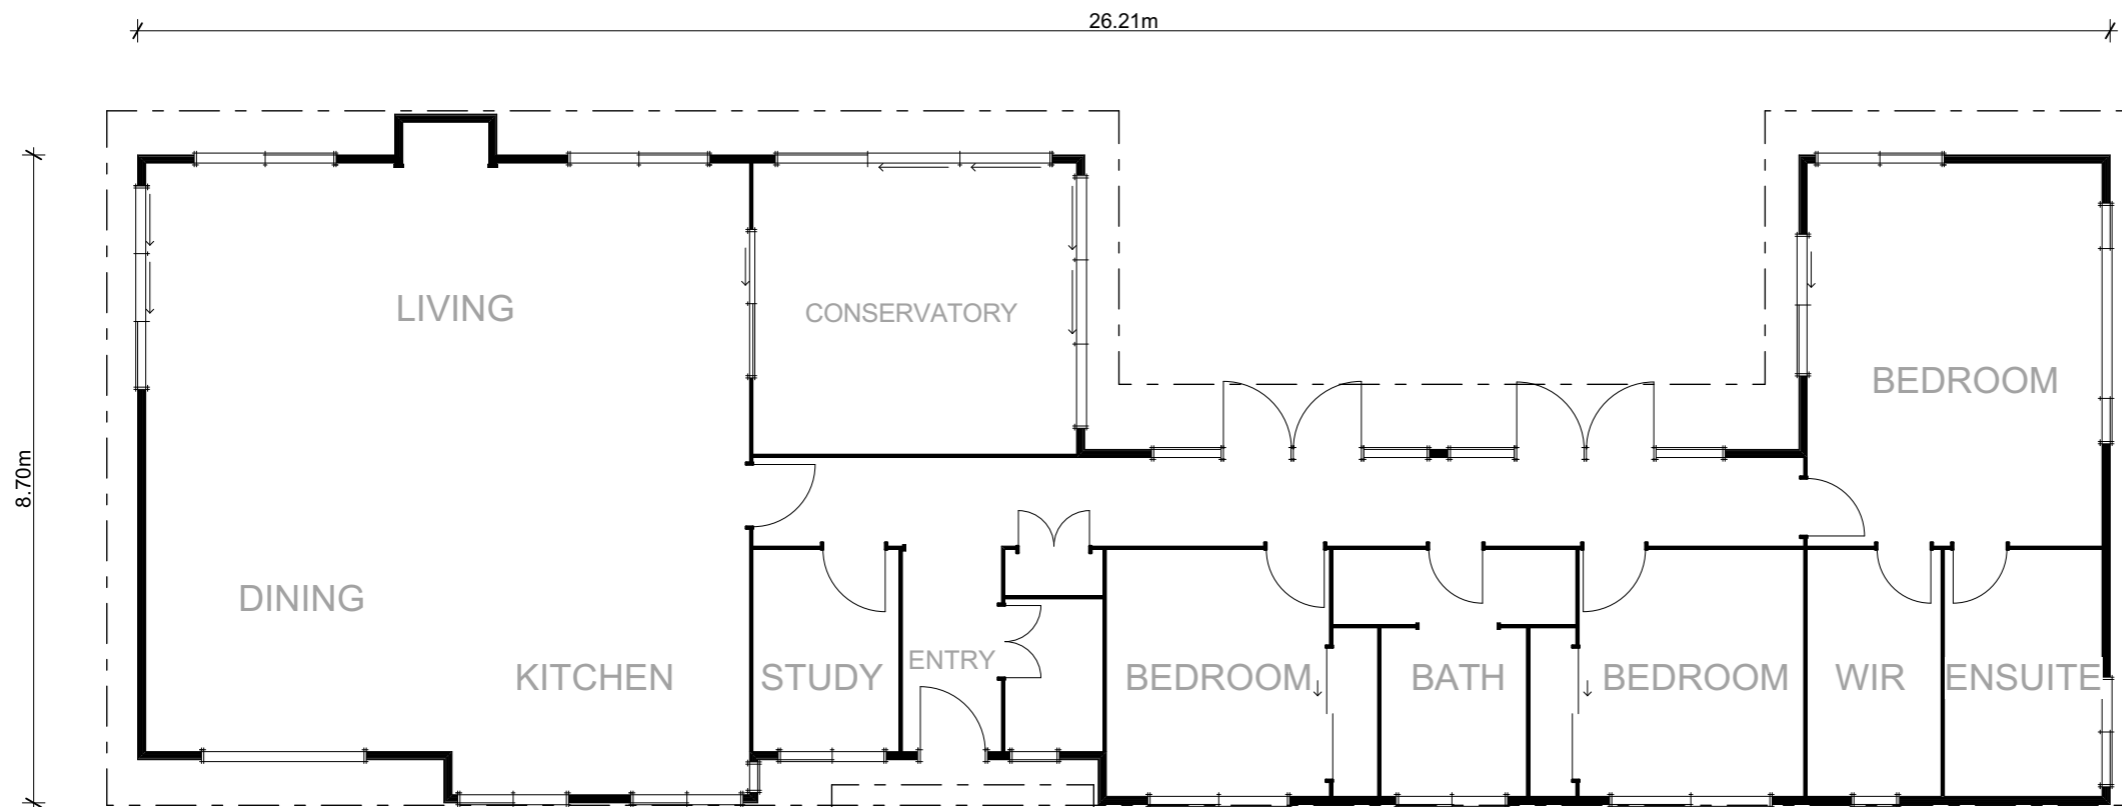 26.21m
8.70m
LIVING
CONSERVATORY
BEDROOM
DINING
KITCHEN
STUDY
ENTRY
BEDROOM
BATH
BEDROOM
WIR
ENSUITE